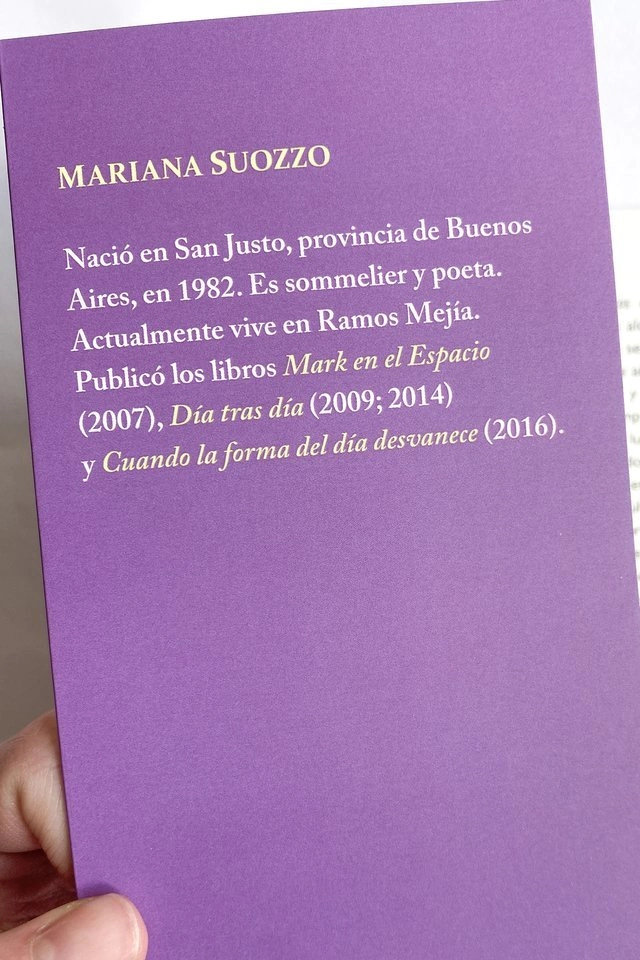 MARIANA SUOZZO
Nació en San Justo, provincia de Buenos
Aires, en 1982. Es sommelier y poeta.
Actualmente vive en Ramos Mejía.
Publicó los libros Mark en el Espacio
(2007), Día tras día (2009; 2014)
y Cuando la forma del día desvanece (2016).